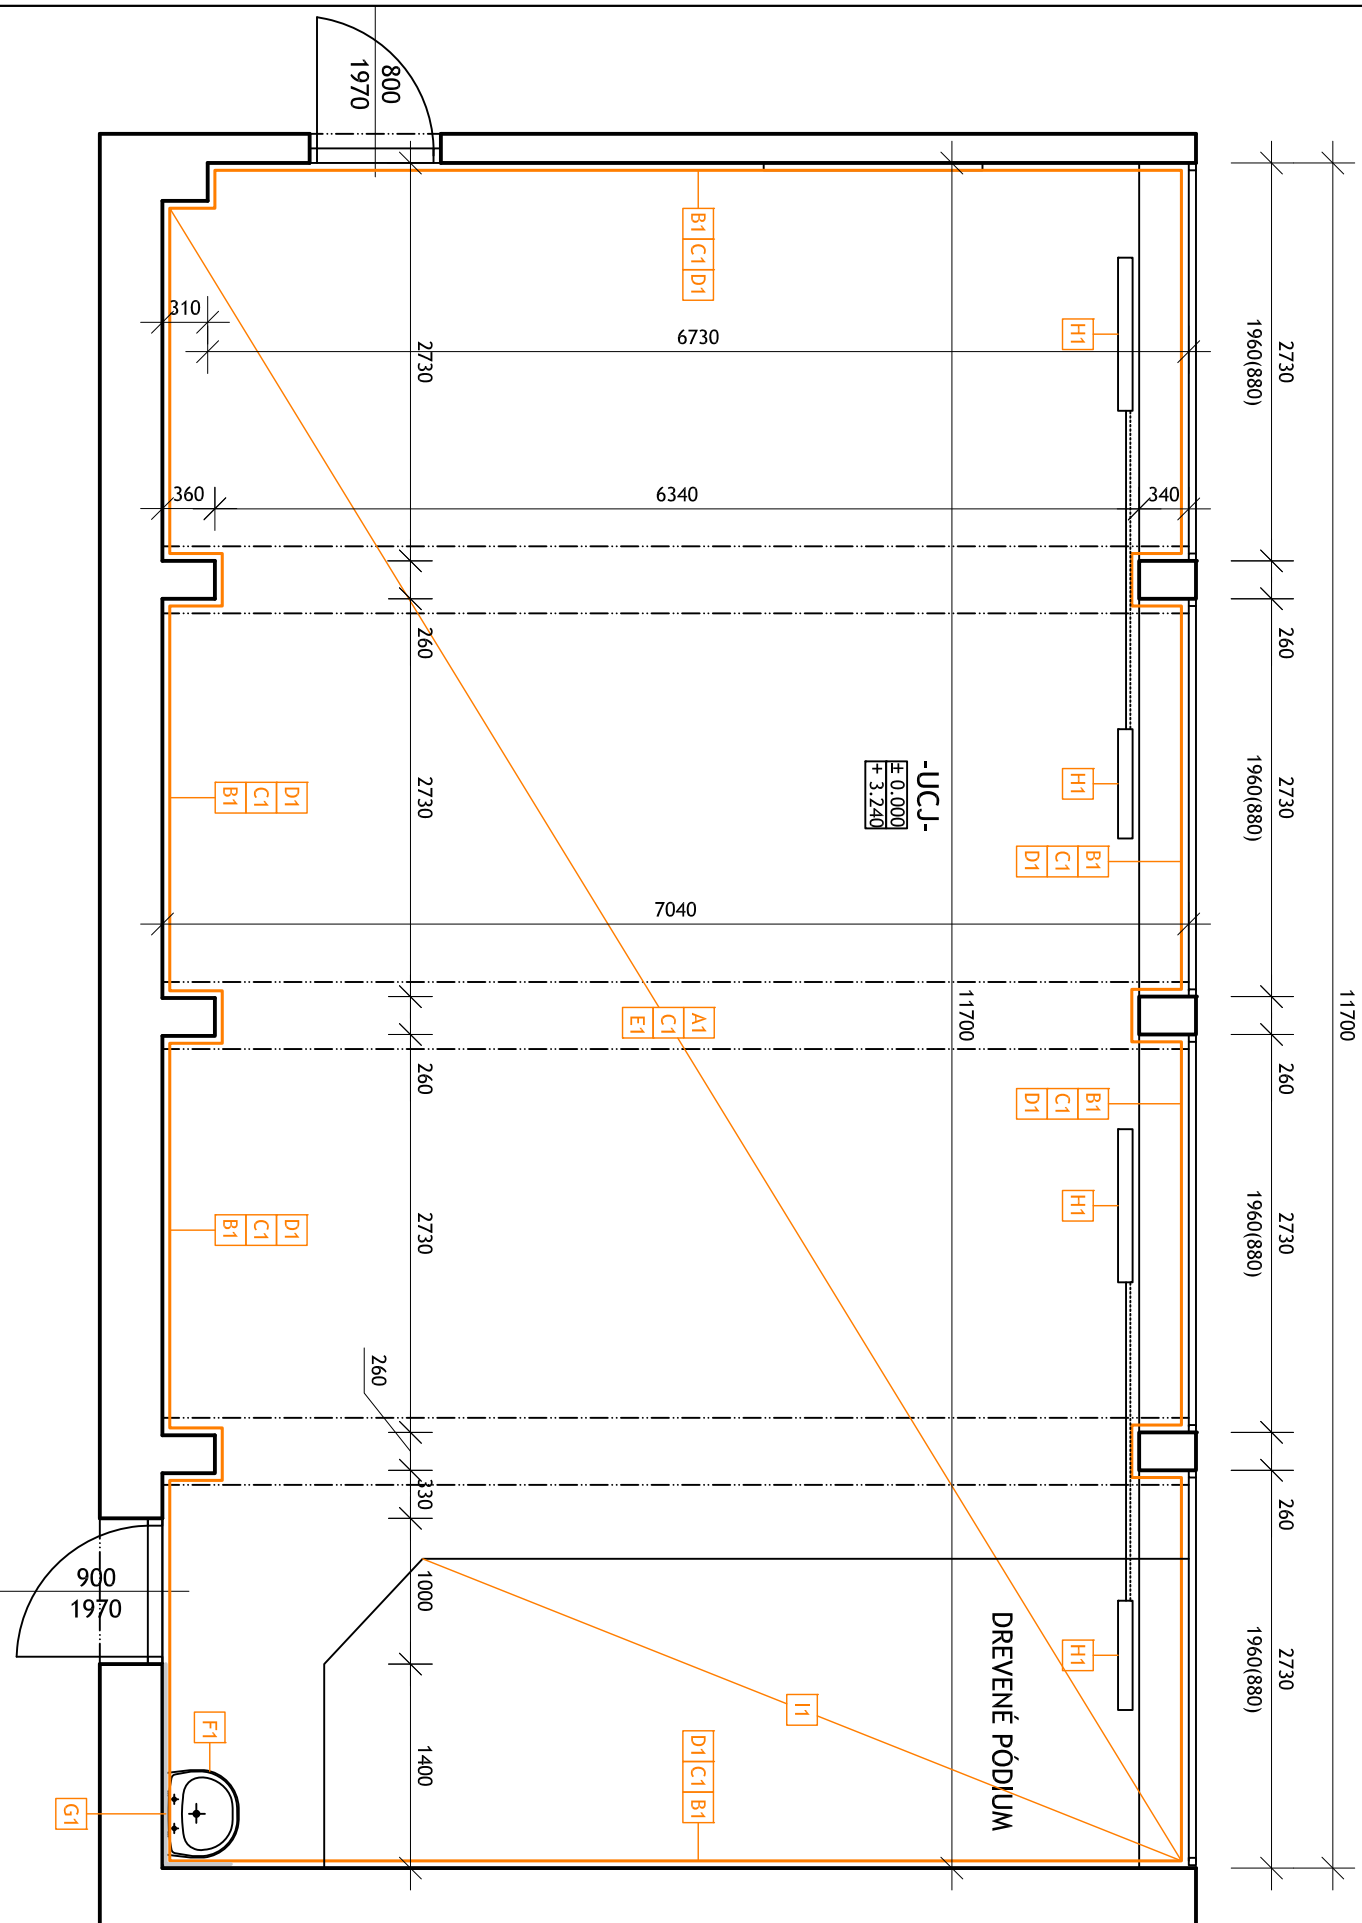 800
1970
11700
2730
1960(880)
260
2730
1960(880)
260
2730
1960(880)
260
2730
1960(880)
B1 C1 D1
H1
310
6730
2730
360
6340
340
260
-UCJ-
± 0.000
+ 3.240
H1
2730
D1
C1
B1
B1
C1
D1
7040
11700
A1
C1
E1
260
B1
C1
D1
H1
D1
C1
B1
2730
260
330
900
1970
1000
DREVENÉ PÓDIUM
H1
I1
F1
D1 C1 B1
1400
G1